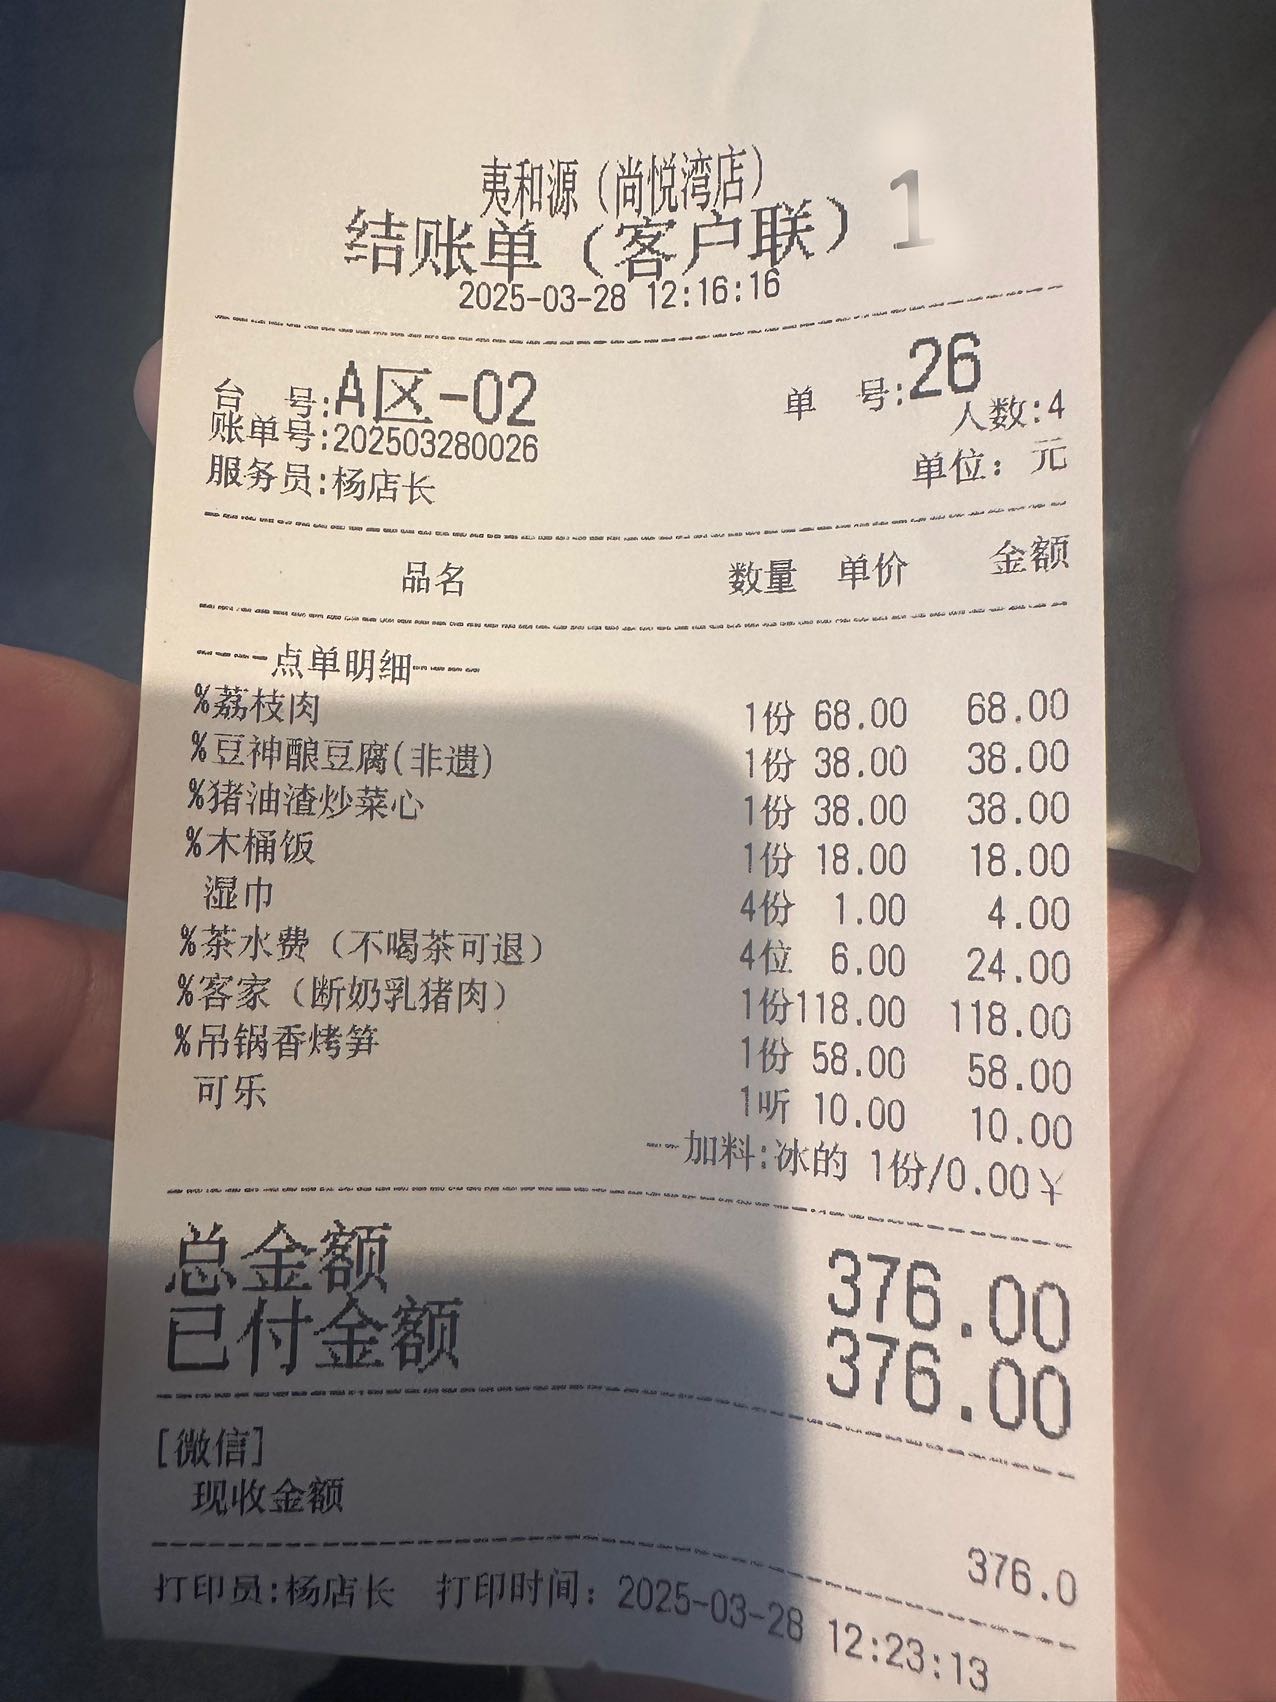 夷和源（尚悦湾店）
结账单（客户联）1
2025-03-28 12:16:16
台 号:A区-02 单 号:26
账单号:202503280026 人数:4
服务员:杨店长 单位：元
品名 数量 单价 金额
----点单明细----
%荔枝肉 1份 68.00 68.00
%豆神酿豆腐(非遗) 1份 38.00 38.00
%猪油渣炒菜心 1份 38.00 38.00
%木桶饭 1份 18.00 18.00
湿巾 4份 1.00 4.00
%茶水费（不喝茶可退） 4位 6.00 24.00
%客家（断奶乳猪肉） 1份118.00 118.00
%吊锅香烤笋 1份 58.00 58.00
可乐 1听 10.00 10.00
--加料:冰的 1份/0.00￥
总金额 376.00
已付金额 376.00
[微信]
现收金额 376.0
打印员:杨店长 打印时间：2025-03-28 12:23:13